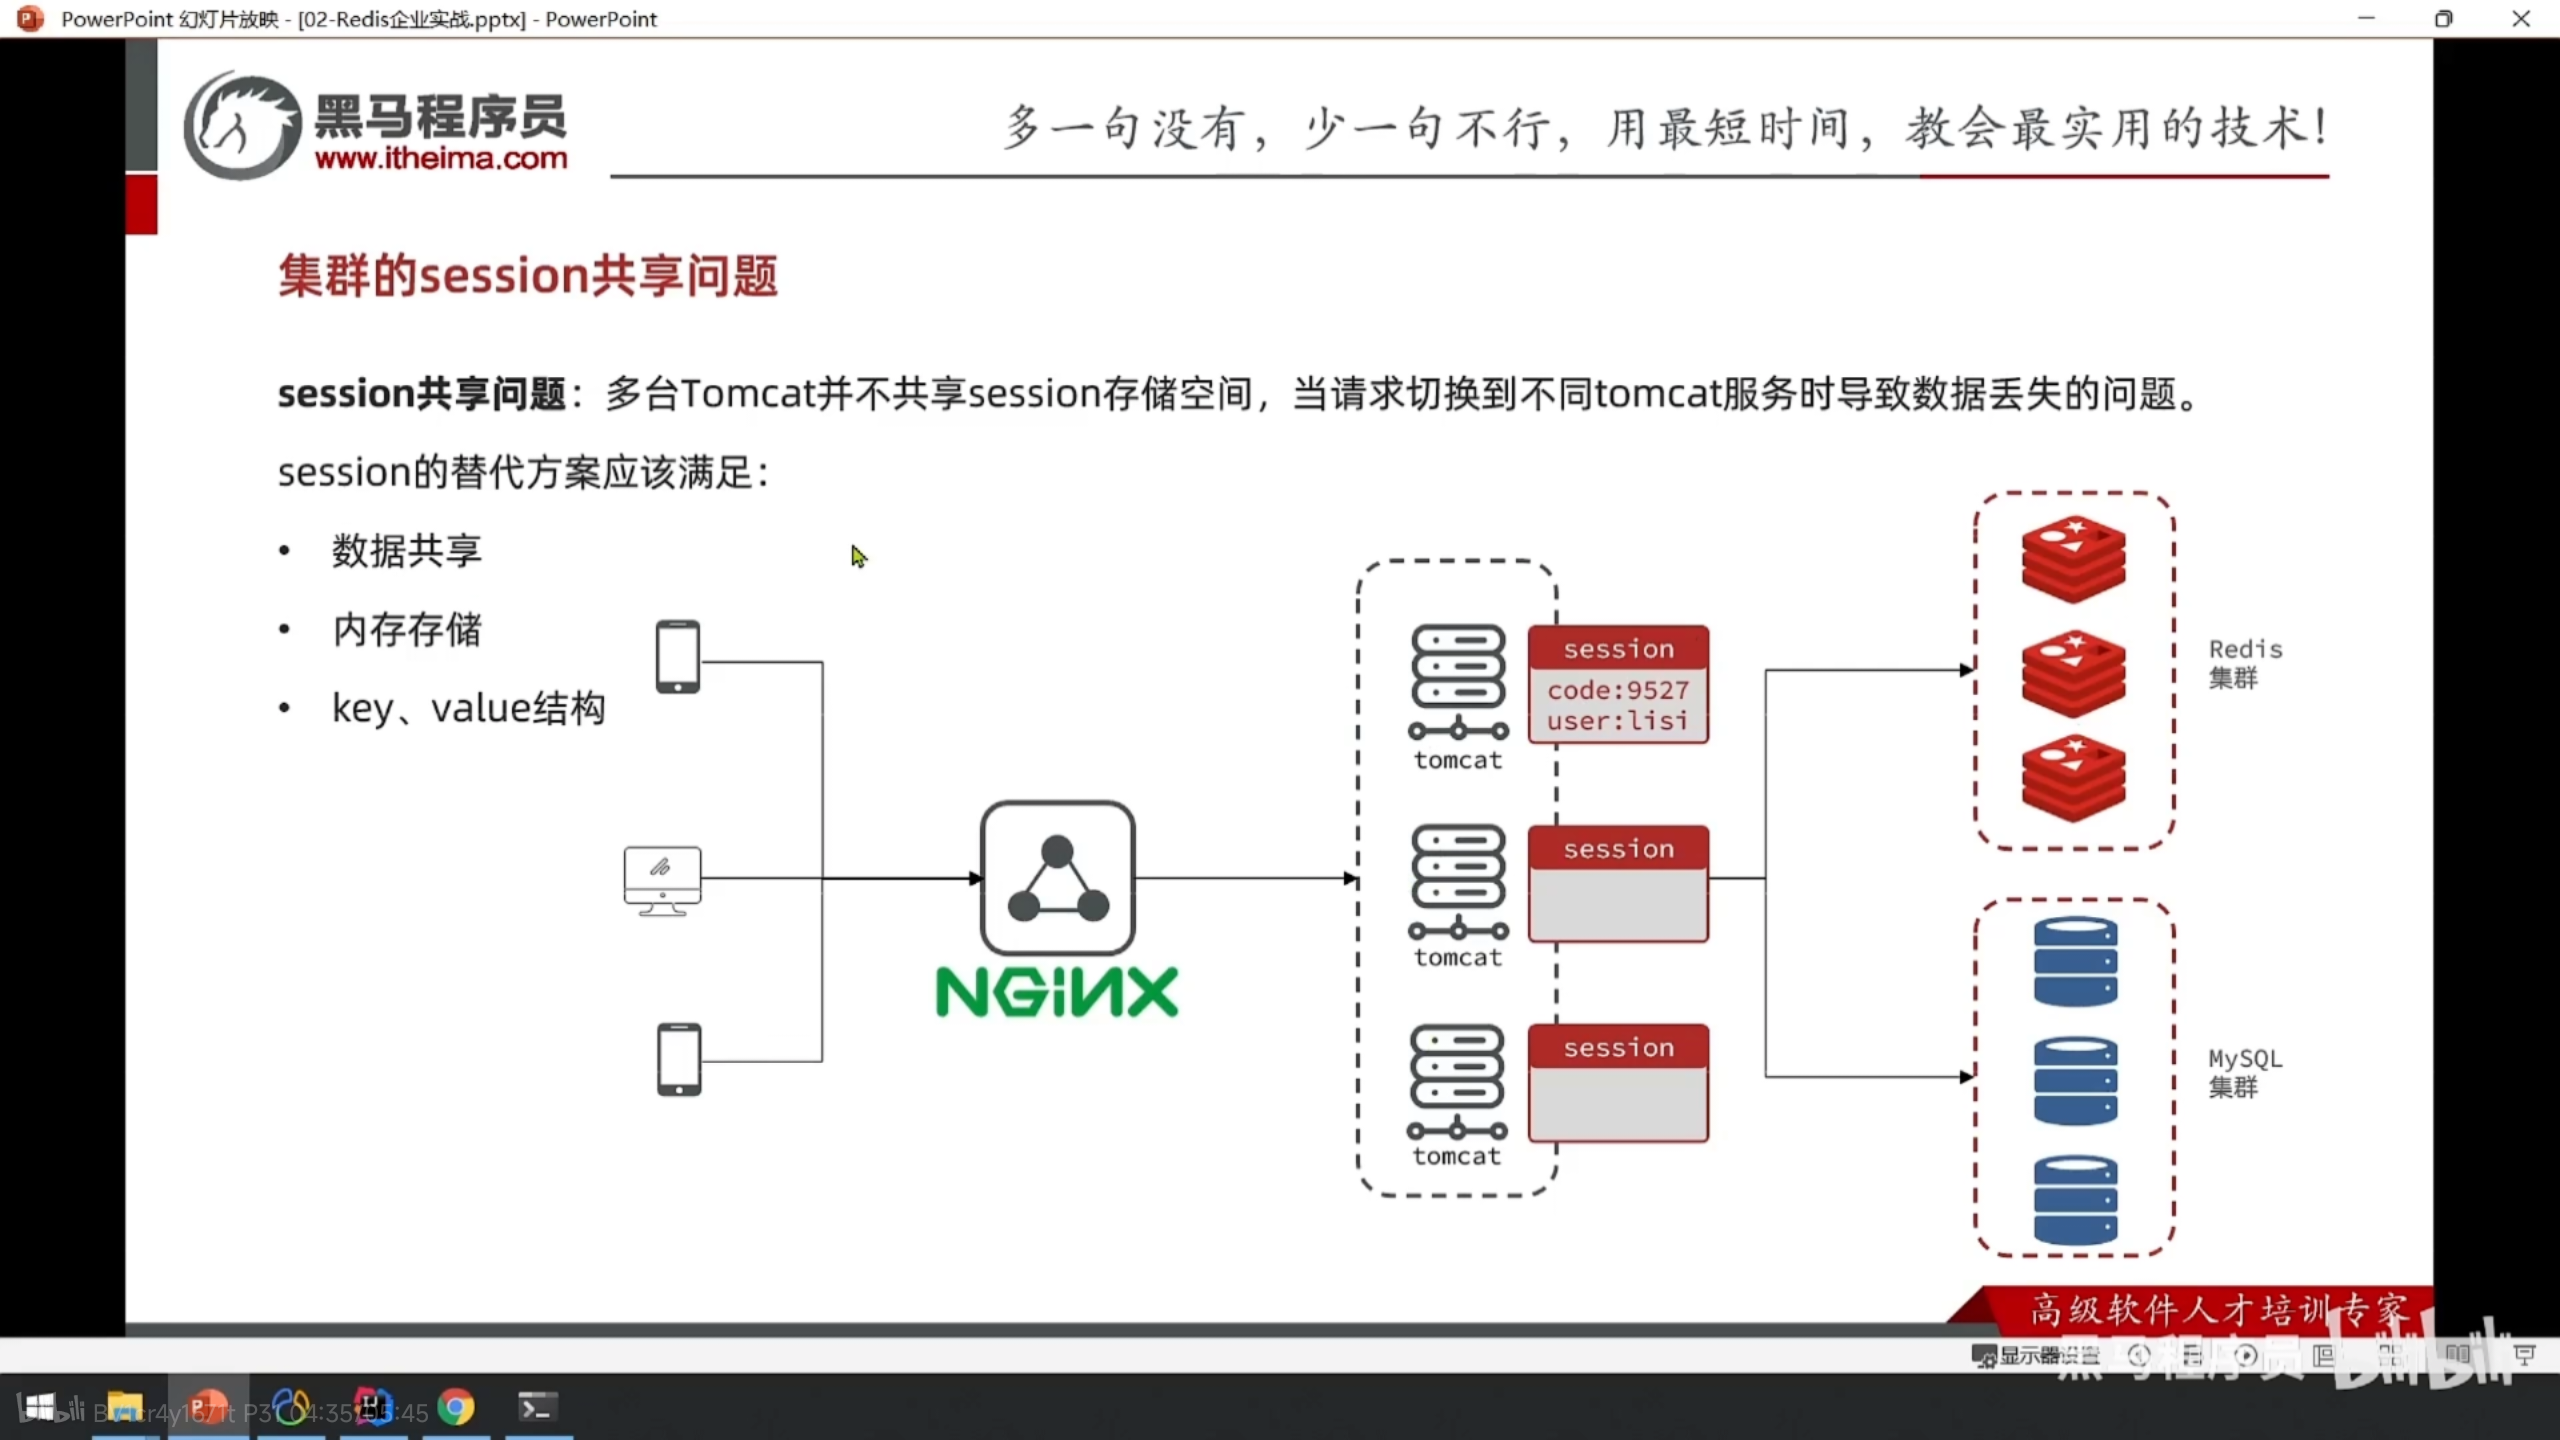 PowerPoint 幻灯片放映 - [02-Redis企业实战.pptx] - PowerPoint
黑马程序员
www.itheima.com
多一句没有，少一句不行，用最短时间，教会最实用的技术！
集群的session共享问题
session共享问题：多台Tomcat并不共享session存储空间，当请求切换到不同tomcat服务时导致数据丢失的问题。
session的替代方案应该满足：
• 数据共享
• 内存存储
• key、value结构
NGINX
session
code:9527
user:lisi
tomcat
session
tomcat
session
tomcat
Redis
集群
MySQL
集群
高级软件人才培训专家
显示器设置
黑马程序员 bilibili
bilibili
P31 04:35/05:45